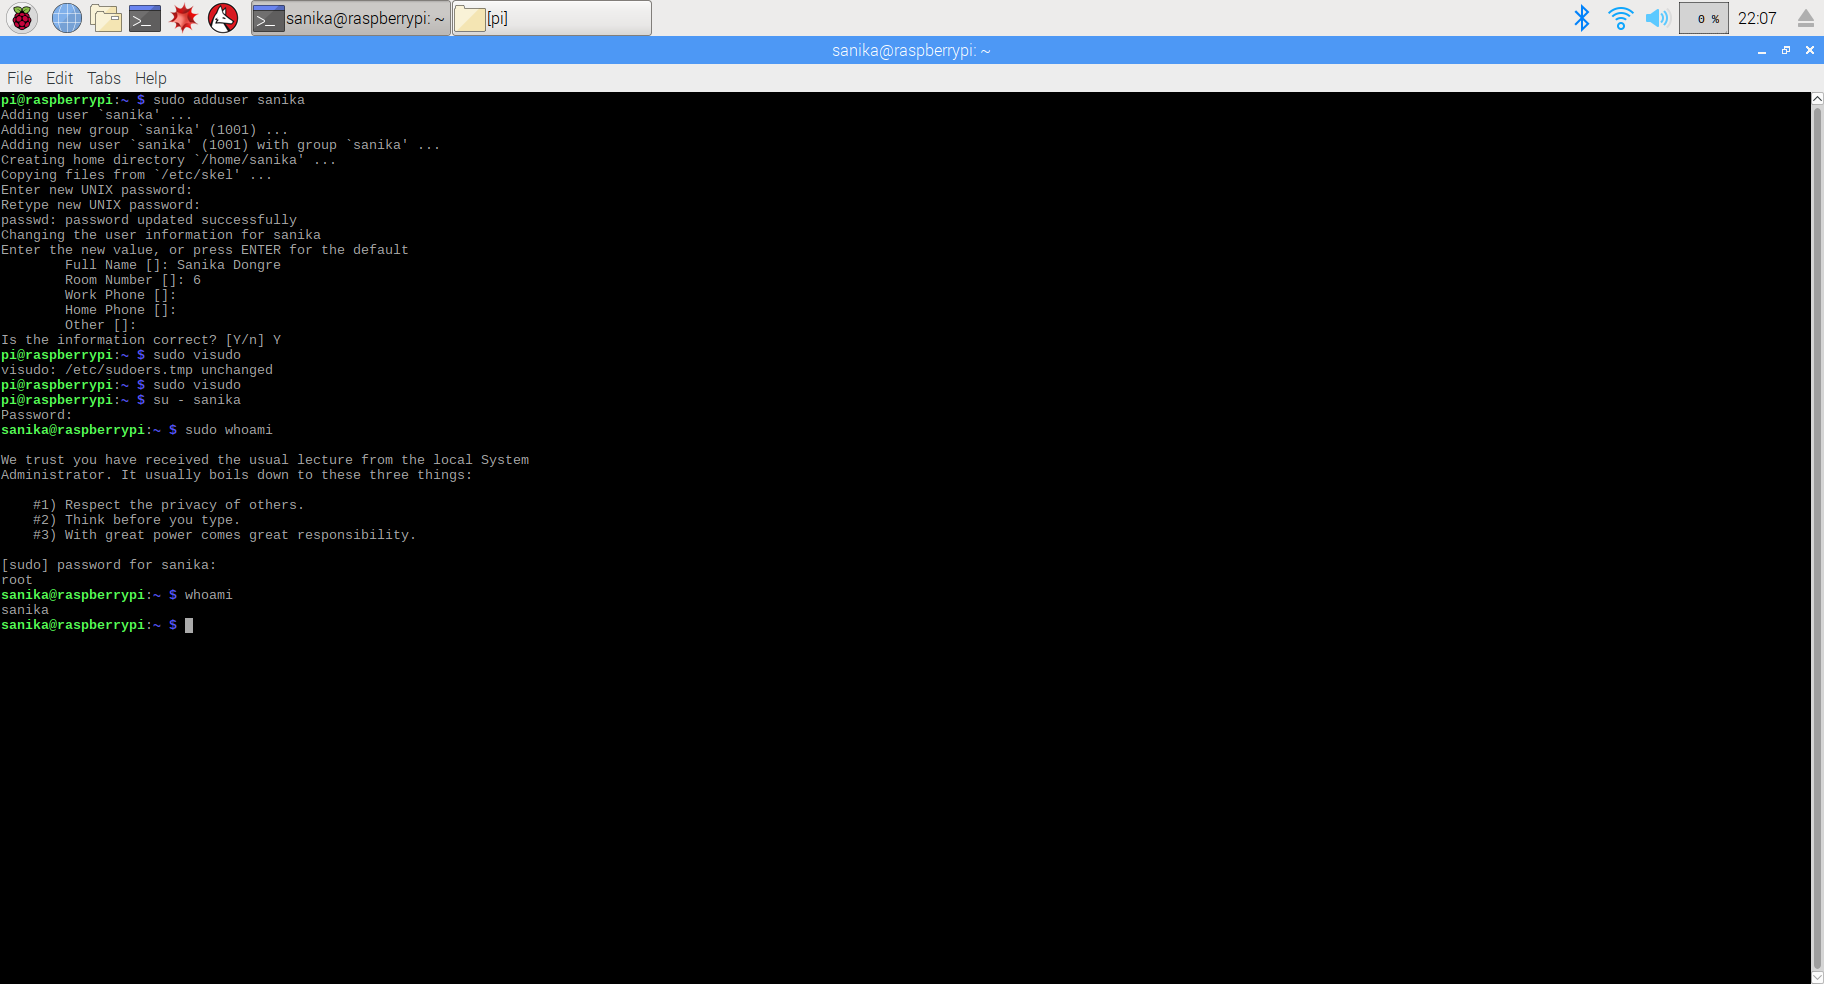 sanika@raspberrypi: ~ [pi] 0 % 22:07
sanika@raspberrypi: ~
File Edit Tabs Help
pi@raspberrypi:~ $ sudo adduser sanika
Adding user `sanika' ...
Adding new group `sanika' (1001) ...
Adding new user `sanika' (1001) with group `sanika' ...
Creating home directory `/home/sanika' ...
Copying files from `/etc/skel' ...
Enter new UNIX password:
Retype new UNIX password:
passwd: password updated successfully
Changing the user information for sanika
Enter the new value, or press ENTER for the default
        Full Name []: Sanika Dongre
        Room Number []: 6
        Work Phone []:
        Home Phone []:
        Other []:
Is the information correct? [Y/n] Y
pi@raspberrypi:~ $ sudo visudo
visudo: /etc/sudoers.tmp unchanged
pi@raspberrypi:~ $ sudo visudo
pi@raspberrypi:~ $ su - sanika
Password:
sanika@raspberrypi:~ $ sudo whoami
We trust you have received the usual lecture from the local System
Administrator. It usually boils down to these three things:
    #1) Respect the privacy of others.
    #2) Think before you type.
    #3) With great power comes great responsibility.
[sudo] password for sanika:
root
sanika@raspberrypi:~ $ whoami
sanika
sanika@raspberrypi:~ $